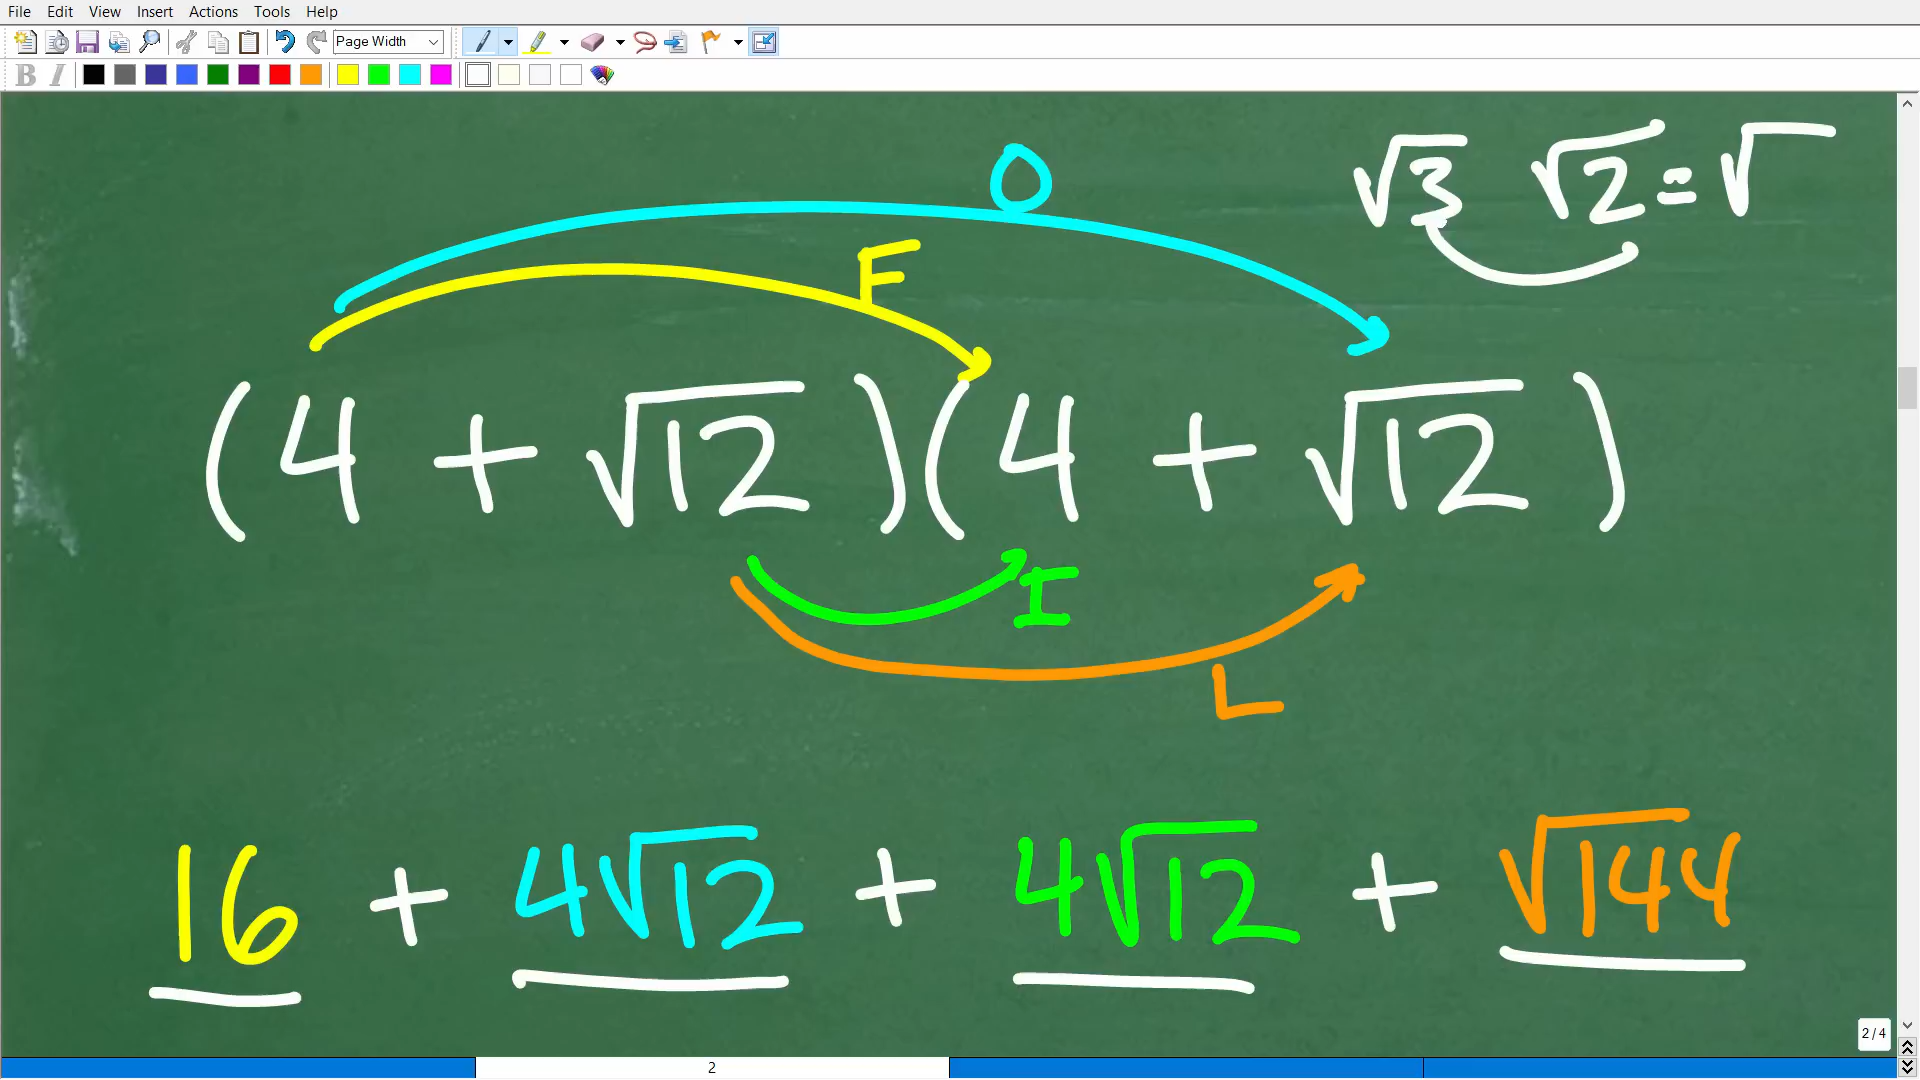 File Edit View Insert Actions Tools Help
Page Width
B I
O
√3 √2 = √
F
(4 + √12)(4 + √12)
I
L
16 + 4√12 + 4√12 + √144
2 / 4
2